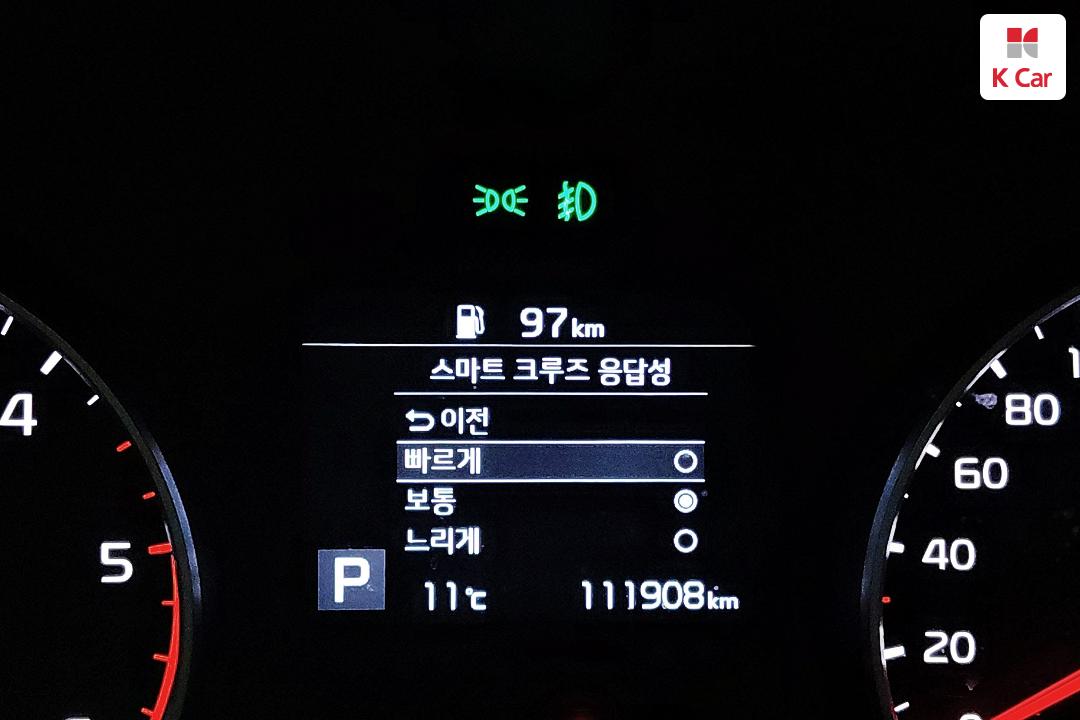 K Car
97km
스마트 크루즈 응답성
이전
빠르게
보통
느리게
P
11℃
111908km
4
5
80
60
40
20